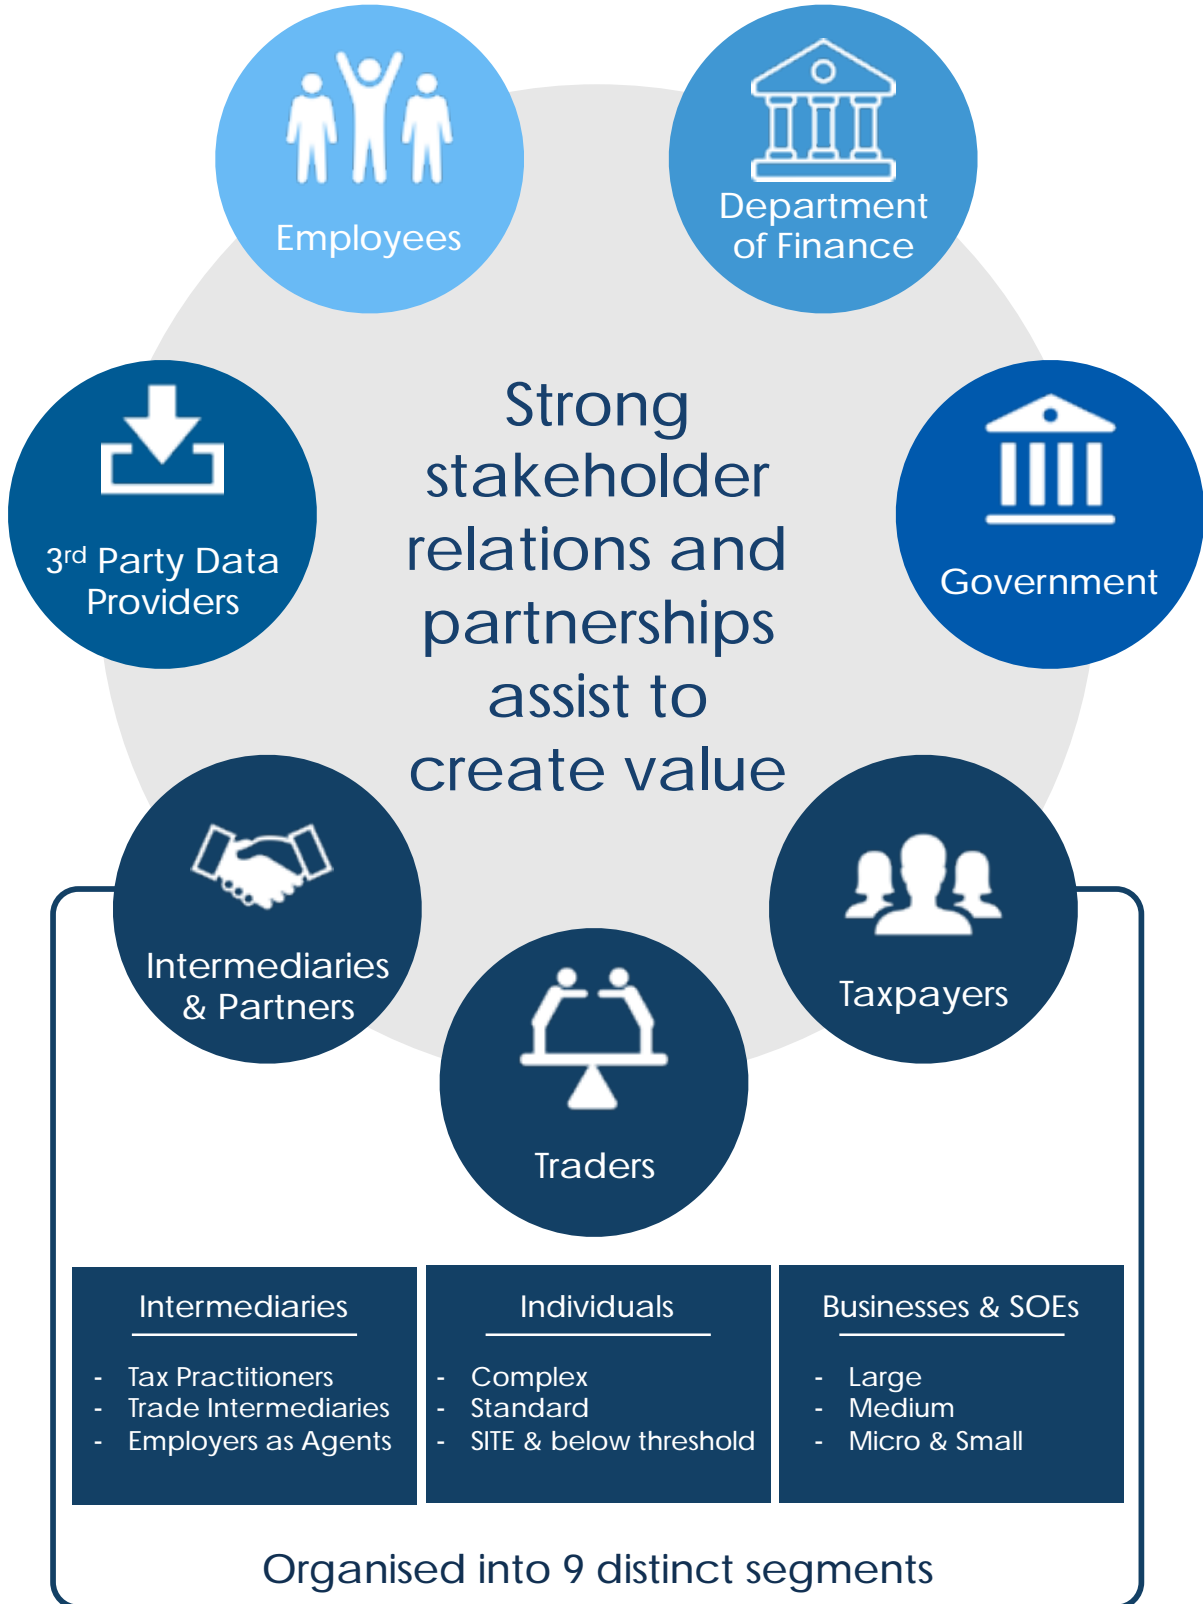 Employees
Department
of Finance
Strong
stakeholder
relations and
partnerships
assist to
create value
3rd Party Data
Providers
Government
Intermediaries
& Partners
Taxpayers
Traders
Intermediaries
- Tax Practitioners
- Trade Intermediaries
- Employers as Agents
Individuals
- Complex
- Standard
- SITE & below threshold
Businesses & SOEs
- Large
- Medium
- Micro & Small
Organised into 9 distinct segments